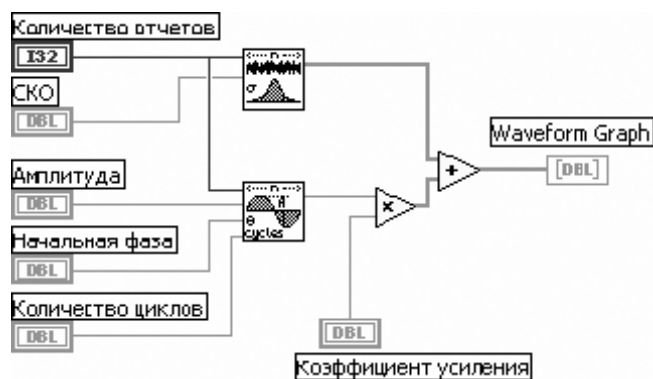 Количество отчетов
I32
n
СКО
σ
DBL
Waveform Graph
[DBL]
+
Амплитуда
DBL
n
A
θ
cycles
×
Начальная фаза
DBL
Количество циклов
DBL
DBL
Коэффициент усиления